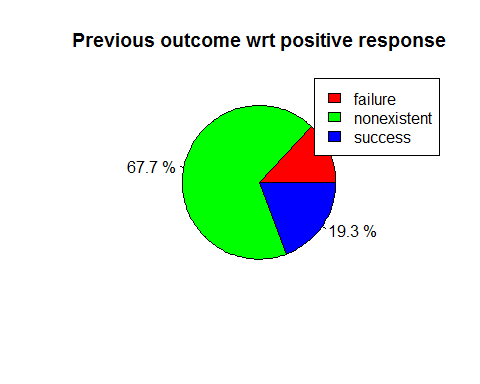 Previous outcome wrt positive response
failure
nonexistent
success
67.7 %
19.3 %